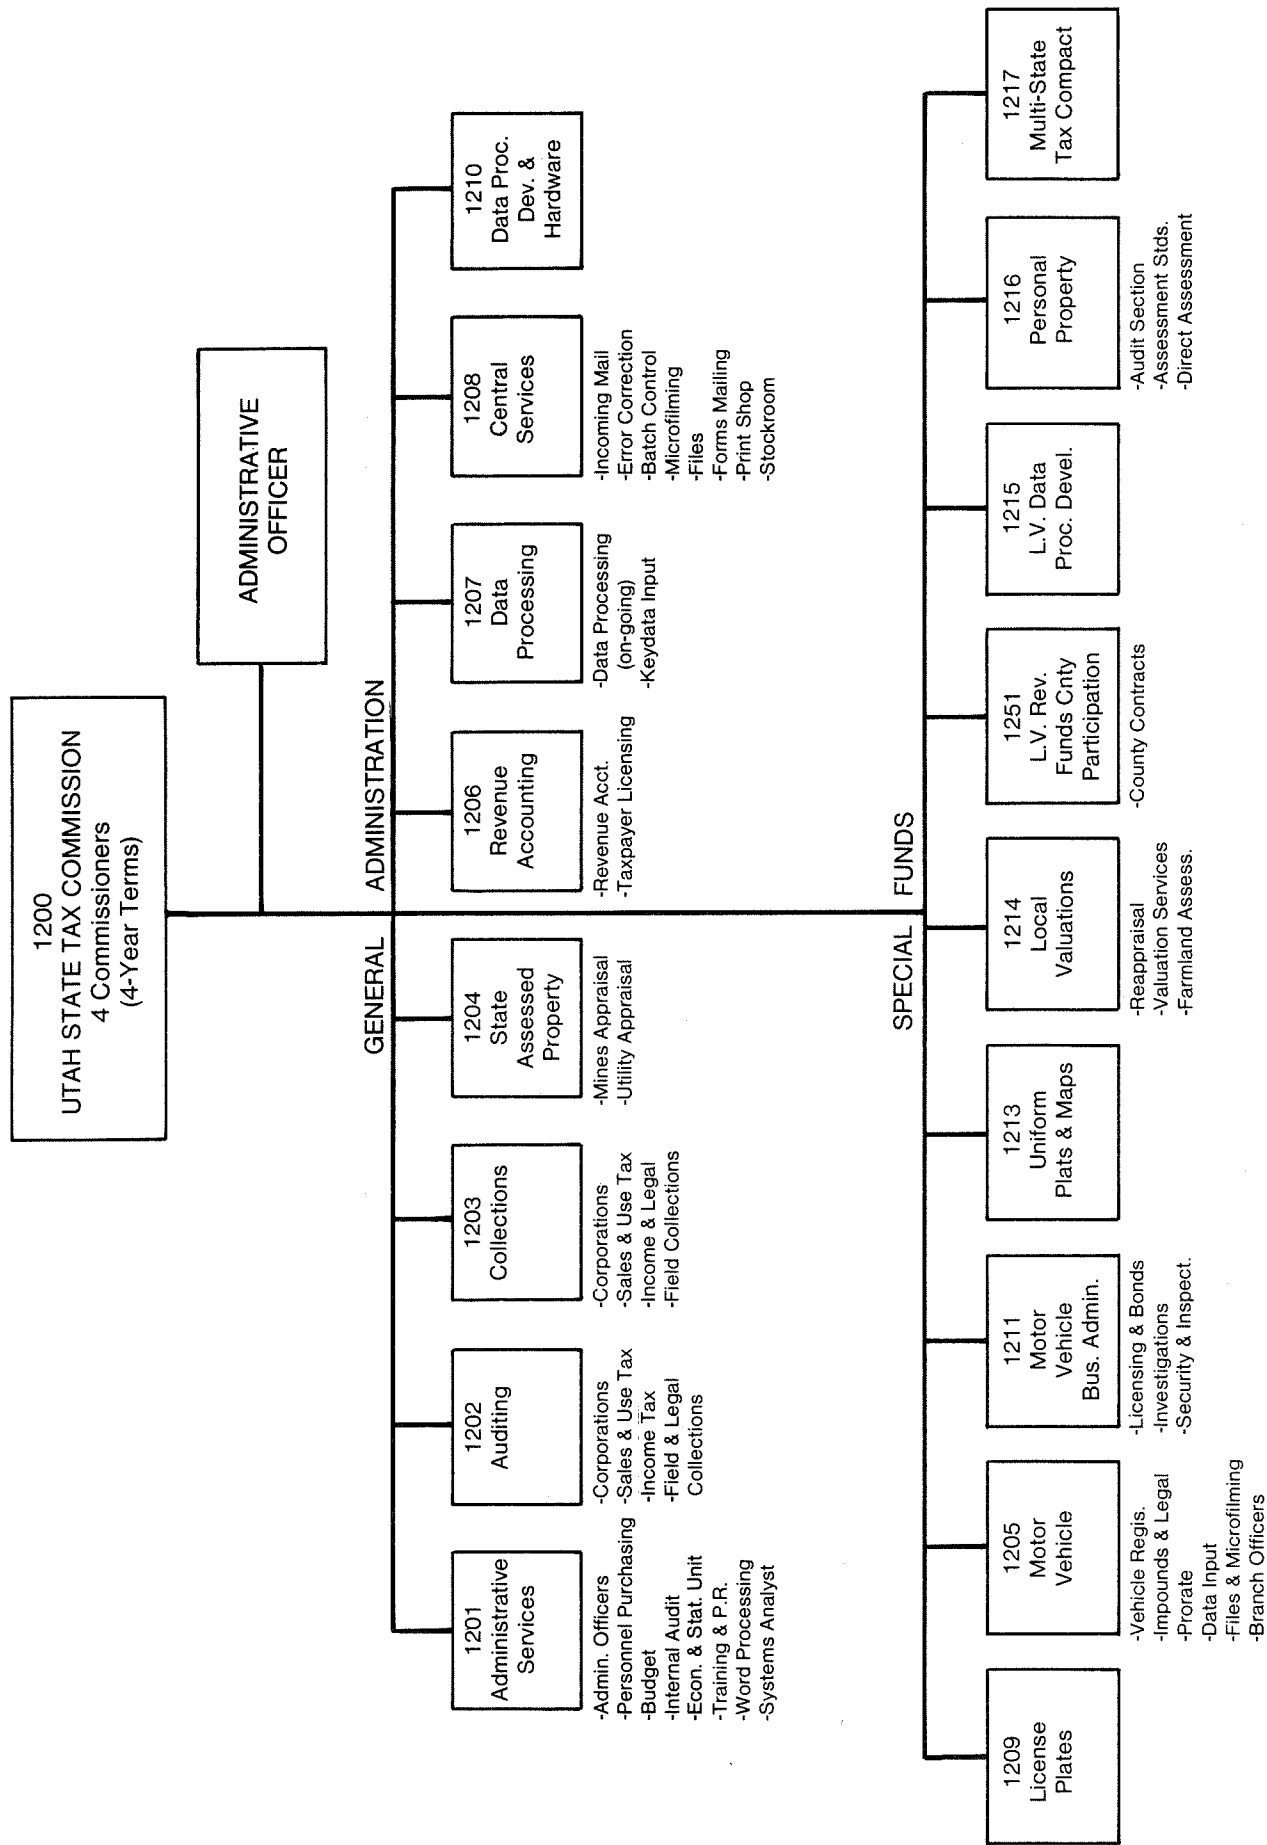 1200
UTAH STATE TAX COMMISSION
4 Commissioners
(4-Year Terms)
ADMINISTRATIVE
OFFICER
GENERAL ADMINISTRATION
1201
Administrative
Services
-Admin. Officers
-Personnel Purchasing
-Budget
-Internal Audit
-Econ. & Stat. Unit
-Training & P.R.
-Word Processing
-Systems Analyst
1202
Auditing
-Corporations
-Sales & Use Tax
-Income Tax
-Field & Legal
Collections
1203
Collections
-Corporations
-Sales & Use Tax
-Income & Legal
-Field Collections
1204
State
Assessed
Property
-Mines Appraisal
-Utility Appraisal
1206
Revenue
Accounting
-Revenue Acct.
-Taxpayer Licensing
1207
Data
Processing
-Data Processing
(on-going)
-Keydata Input
1208
Central
Services
-Incoming Mail
-Error Correction
-Batch Control
-Microfilming
-Files
-Forms Mailing
-Print Shop
-Stockroom
1210
Data Proc.
Dev. &
Hardware
SPECIAL FUNDS
1209
License
Plates
1205
Motor
Vehicle
-Vehicle Regis.
-Impounds & Legal
-Prorate
-Data Input
-Files & Microfilming
-Branch Officers
1211
Motor
Vehicle
Bus. Admin.
-Licensing & Bonds
-Investigations
-Security & Inspect.
1213
Uniform
Plats & Maps
1214
Local
Valuations
-Reappraisal
-Valuation Services
-Farmland Assess.
1251
L.V. Rev.
Funds Cnty
Participation
-County Contracts
1215
L.V. Data
Proc. Devel.
1216
Personal
Property
-Audit Section
-Assessment Stds.
-Direct Assessment
1217
Multi-State
Tax Compact